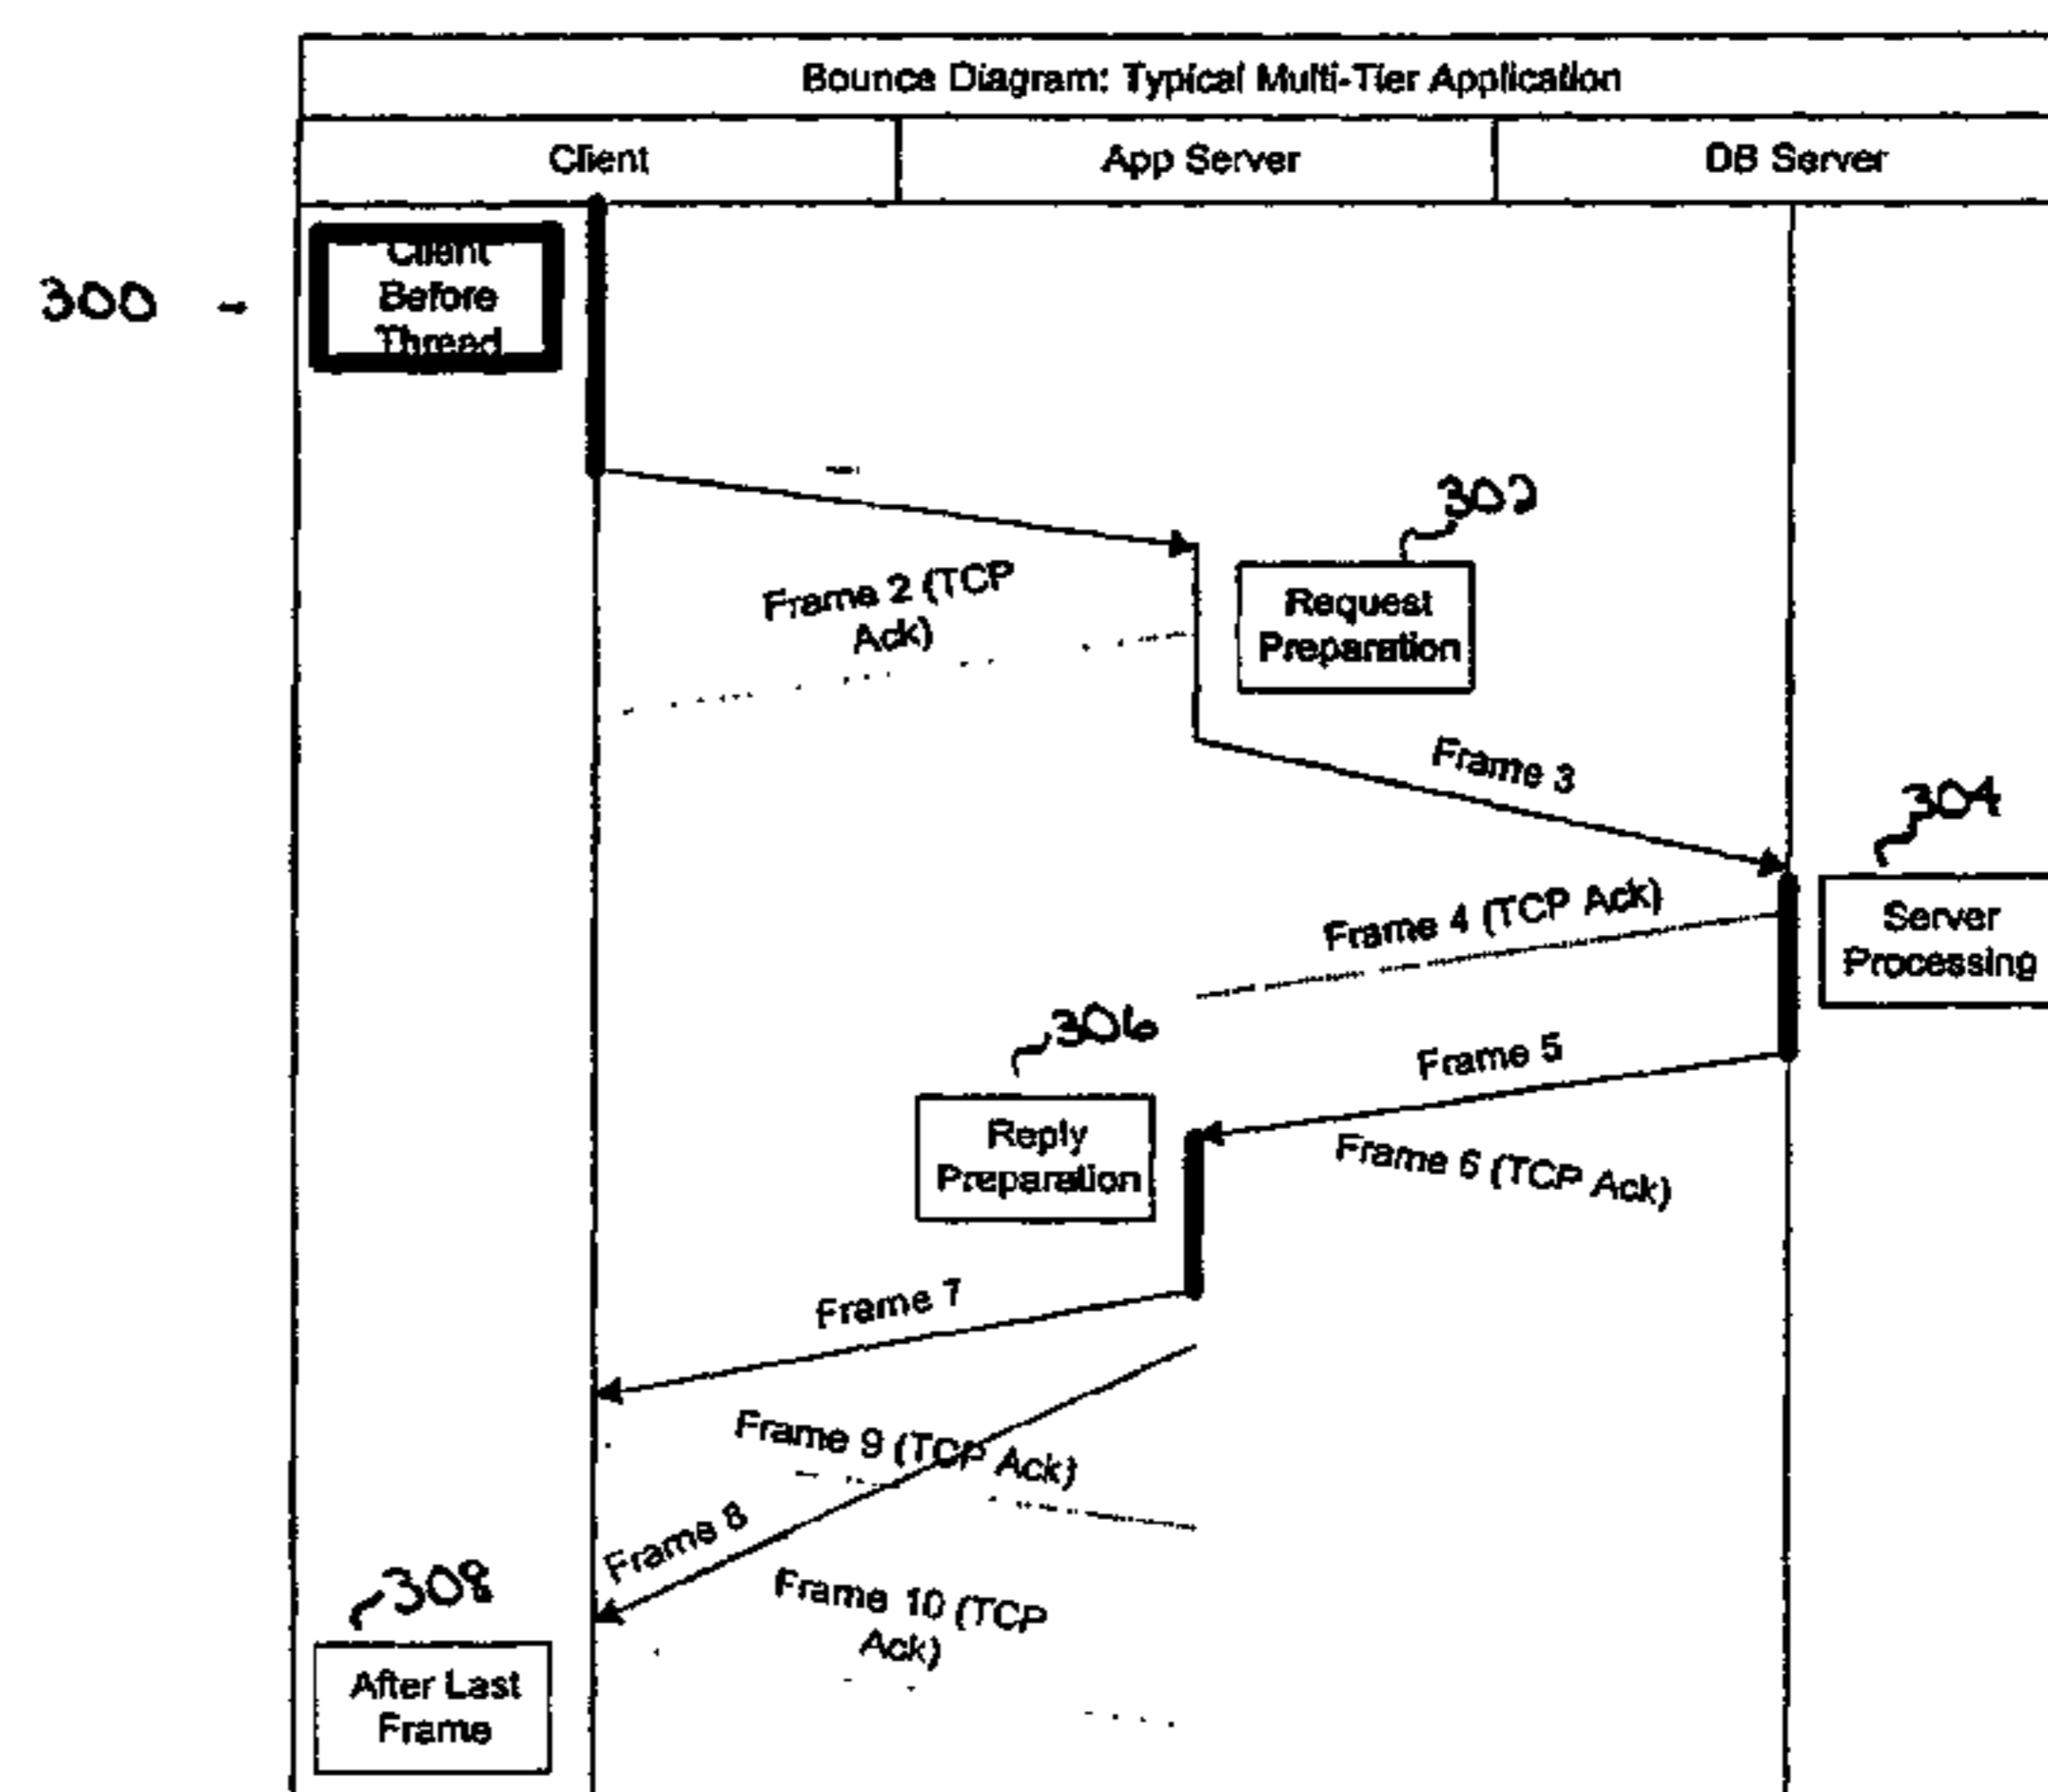 Bounce Diagram: Typical Multi-Tier Application
Client
App Server
DB Server
300 -
Client
Before
Thread
302
Request
Preparation
Frame 2 (TCP
Ack)
Frame 3
304
Server
Processing
Frame 4 (TCP Ack)
306
Frame 5
Reply
Preparation
Frame 6 (TCP Ack)
Frame 7
Frame 9 (TCP Ack)
Frame 8
308
Frame 10 (TCP
Ack)
After Last
Frame